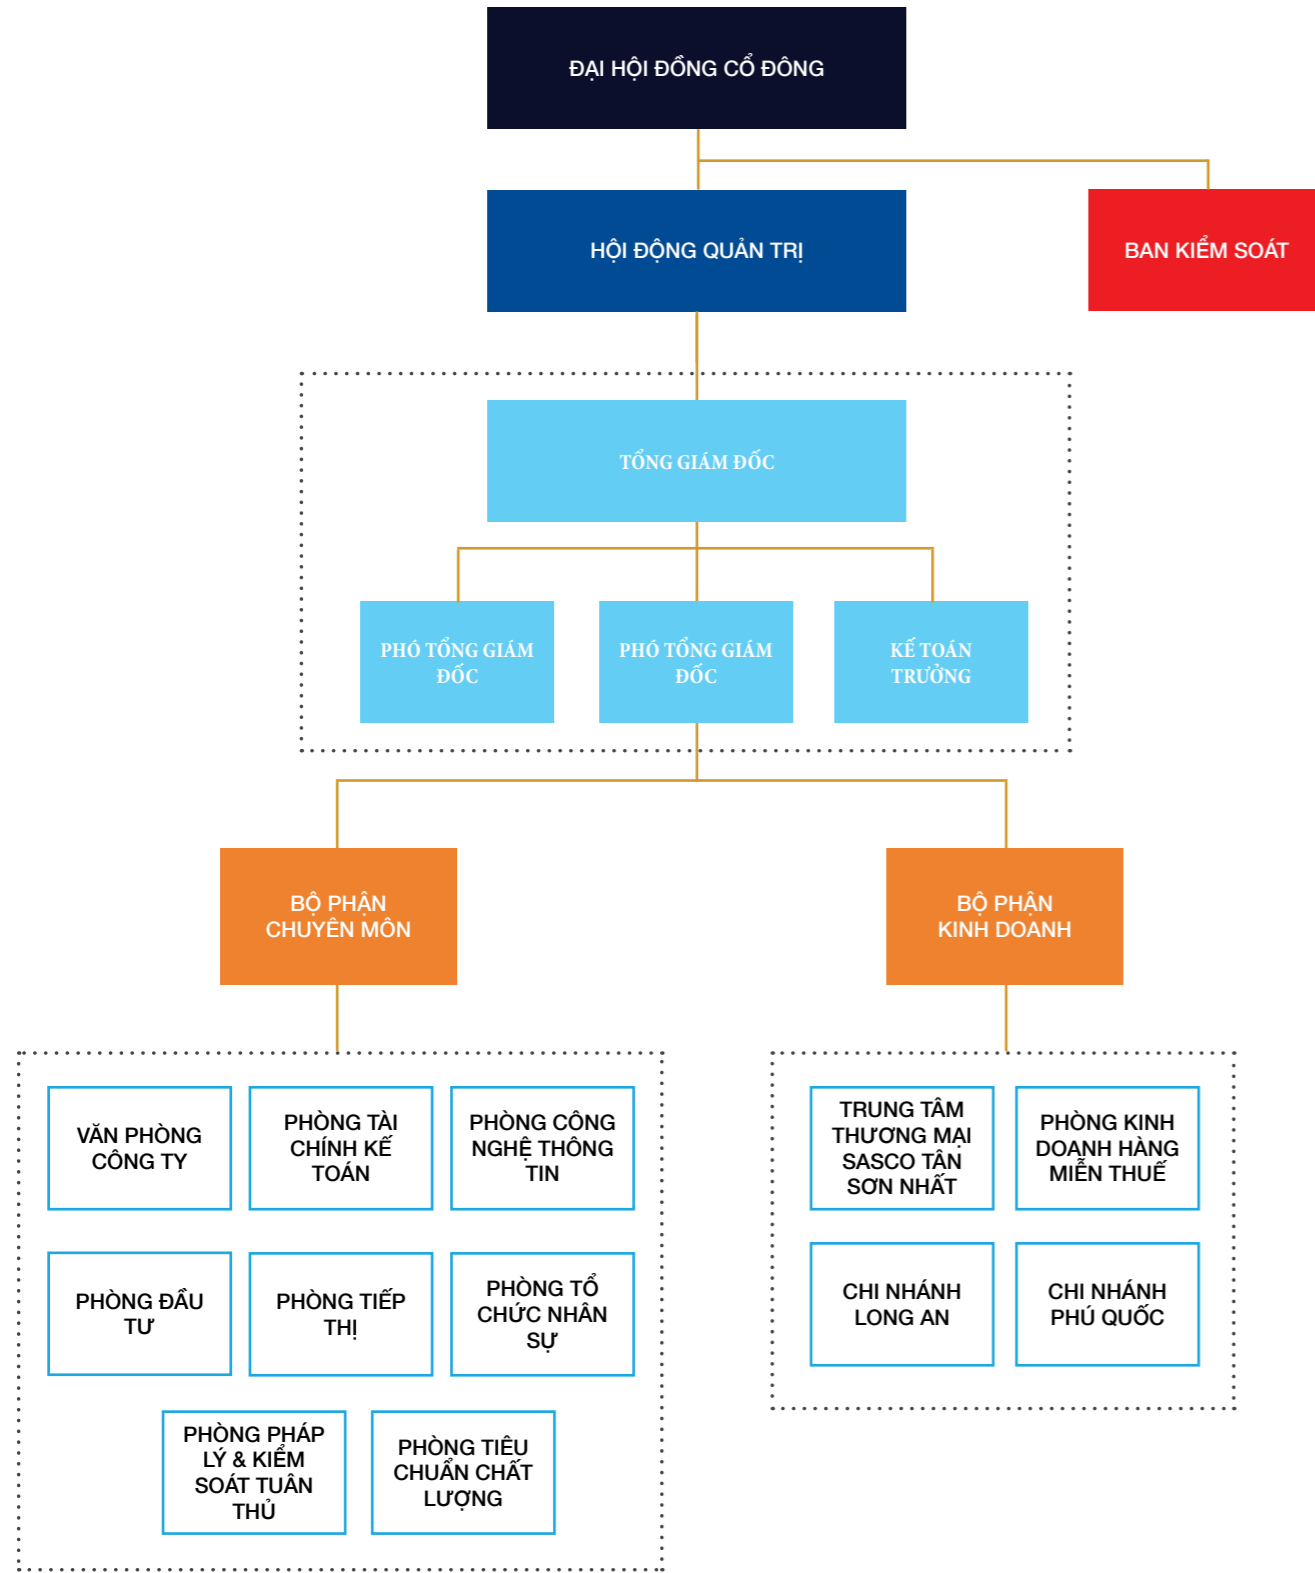 ĐẠI HỘI ĐỒNG CỔ ĐÔNG
HỘI ĐỘNG QUẢN TRỊ
BAN KIỂM SOÁT
TỔNG GIÁM ĐỐC
PHÓ TỔNG GIÁM
ĐỐC
PHÓ TỔNG GIÁM
ĐỐC
KẾ TOÁN
TRƯỞNG
BỘ PHẬN
CHUYÊN MÔN
BỘ PHẬN
KINH DOANH
VĂN PHÒNG
CÔNG TY
PHÒNG TÀI
CHÍNH KẾ
TOÁN
PHÒNG CÔNG
NGHỆ THÔNG
TIN
PHÒNG ĐẦU
TƯ
PHÒNG TIẾP
THỊ
PHÒNG TỔ
CHỨC NHÂN
SỰ
PHÒNG PHÁP
LÝ & KIỂM
SOÁT TUÂN
THỦ
PHÒNG TIÊU
CHUẨN CHẤT
LƯỢNG
TRUNG TÂM
THƯƠNG MẠI
SASCO TÂN
SƠN NHẤT
PHÒNG KINH
DOANH HÀNG
MIỄN THUẾ
CHI NHÁNH
LONG AN
CHI NHÁNH
PHÚ QUỐC